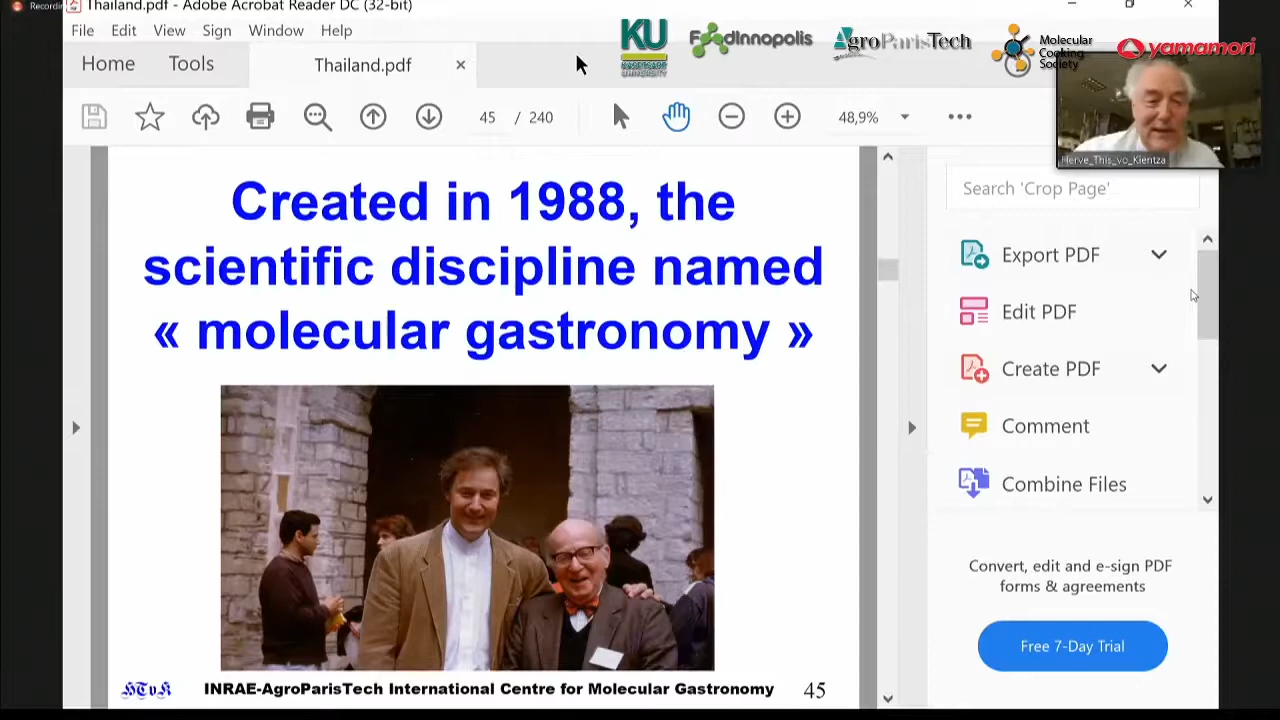 Recordin
Thailand.pdf - Adobe Acrobat Reader DC (32-bit)
File Edit View Sign Window Help
KU
KASETSART
UNIVERSITY
FoodInnopolis
AgroParisTech
Molecular
Cooking
Society
yamamori
Home Tools Thailand.pdf
45 / 240 48,9%
Herve_This_vo_Kientza
Created in 1988, the
scientific discipline named
« molecular gastronomy »
HTvK
INRAE-AgroParisTech International Centre for Molecular Gastronomy 45
Search 'Crop Page'
Export PDF
Edit PDF
Create PDF
Comment
Combine Files
Convert, edit and e-sign PDF
forms & agreements
Free 7-Day Trial